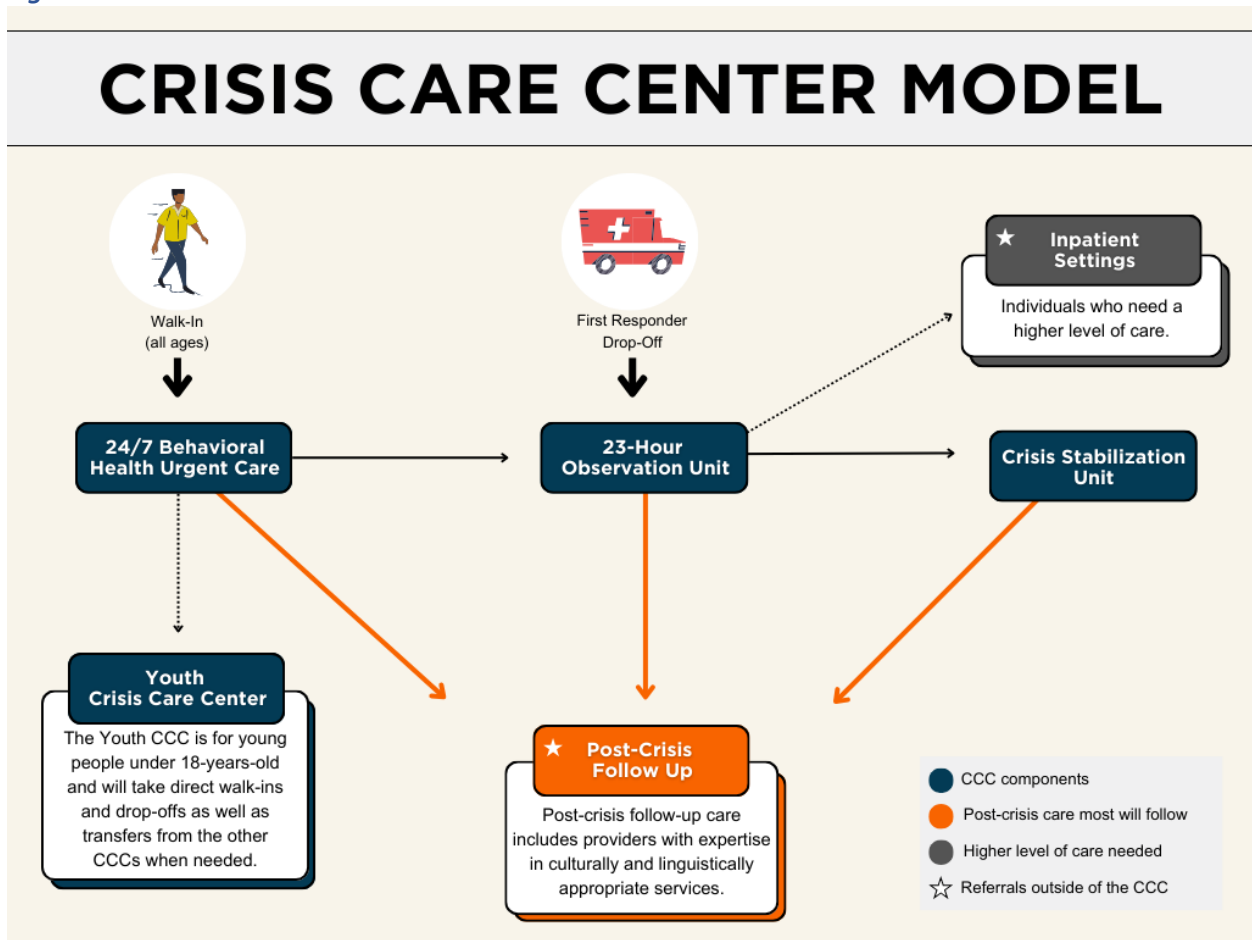 CRISIS CARE CENTER MODEL
Walk-In
(all ages)
First Responder
Drop-Off
Inpatient
Settings
Individuals who need a
higher level of care.
24/7 Behavioral
Health Urgent Care
23-Hour
Observation Unit
Crisis Stabilization
Unit
Youth
Crisis Care Center
The Youth CCC is for young
people under 18-years-old
and will take direct walk-ins
and drop-offs as well as
transfers from the other
CCCs when needed.
Post-Crisis
Follow Up
Post-crisis follow-up care
includes providers with expertise
in culturally and linguistically
appropriate services.
CCC components
Post-crisis care most will follow
Higher level of care needed
Referrals outside of the CCC